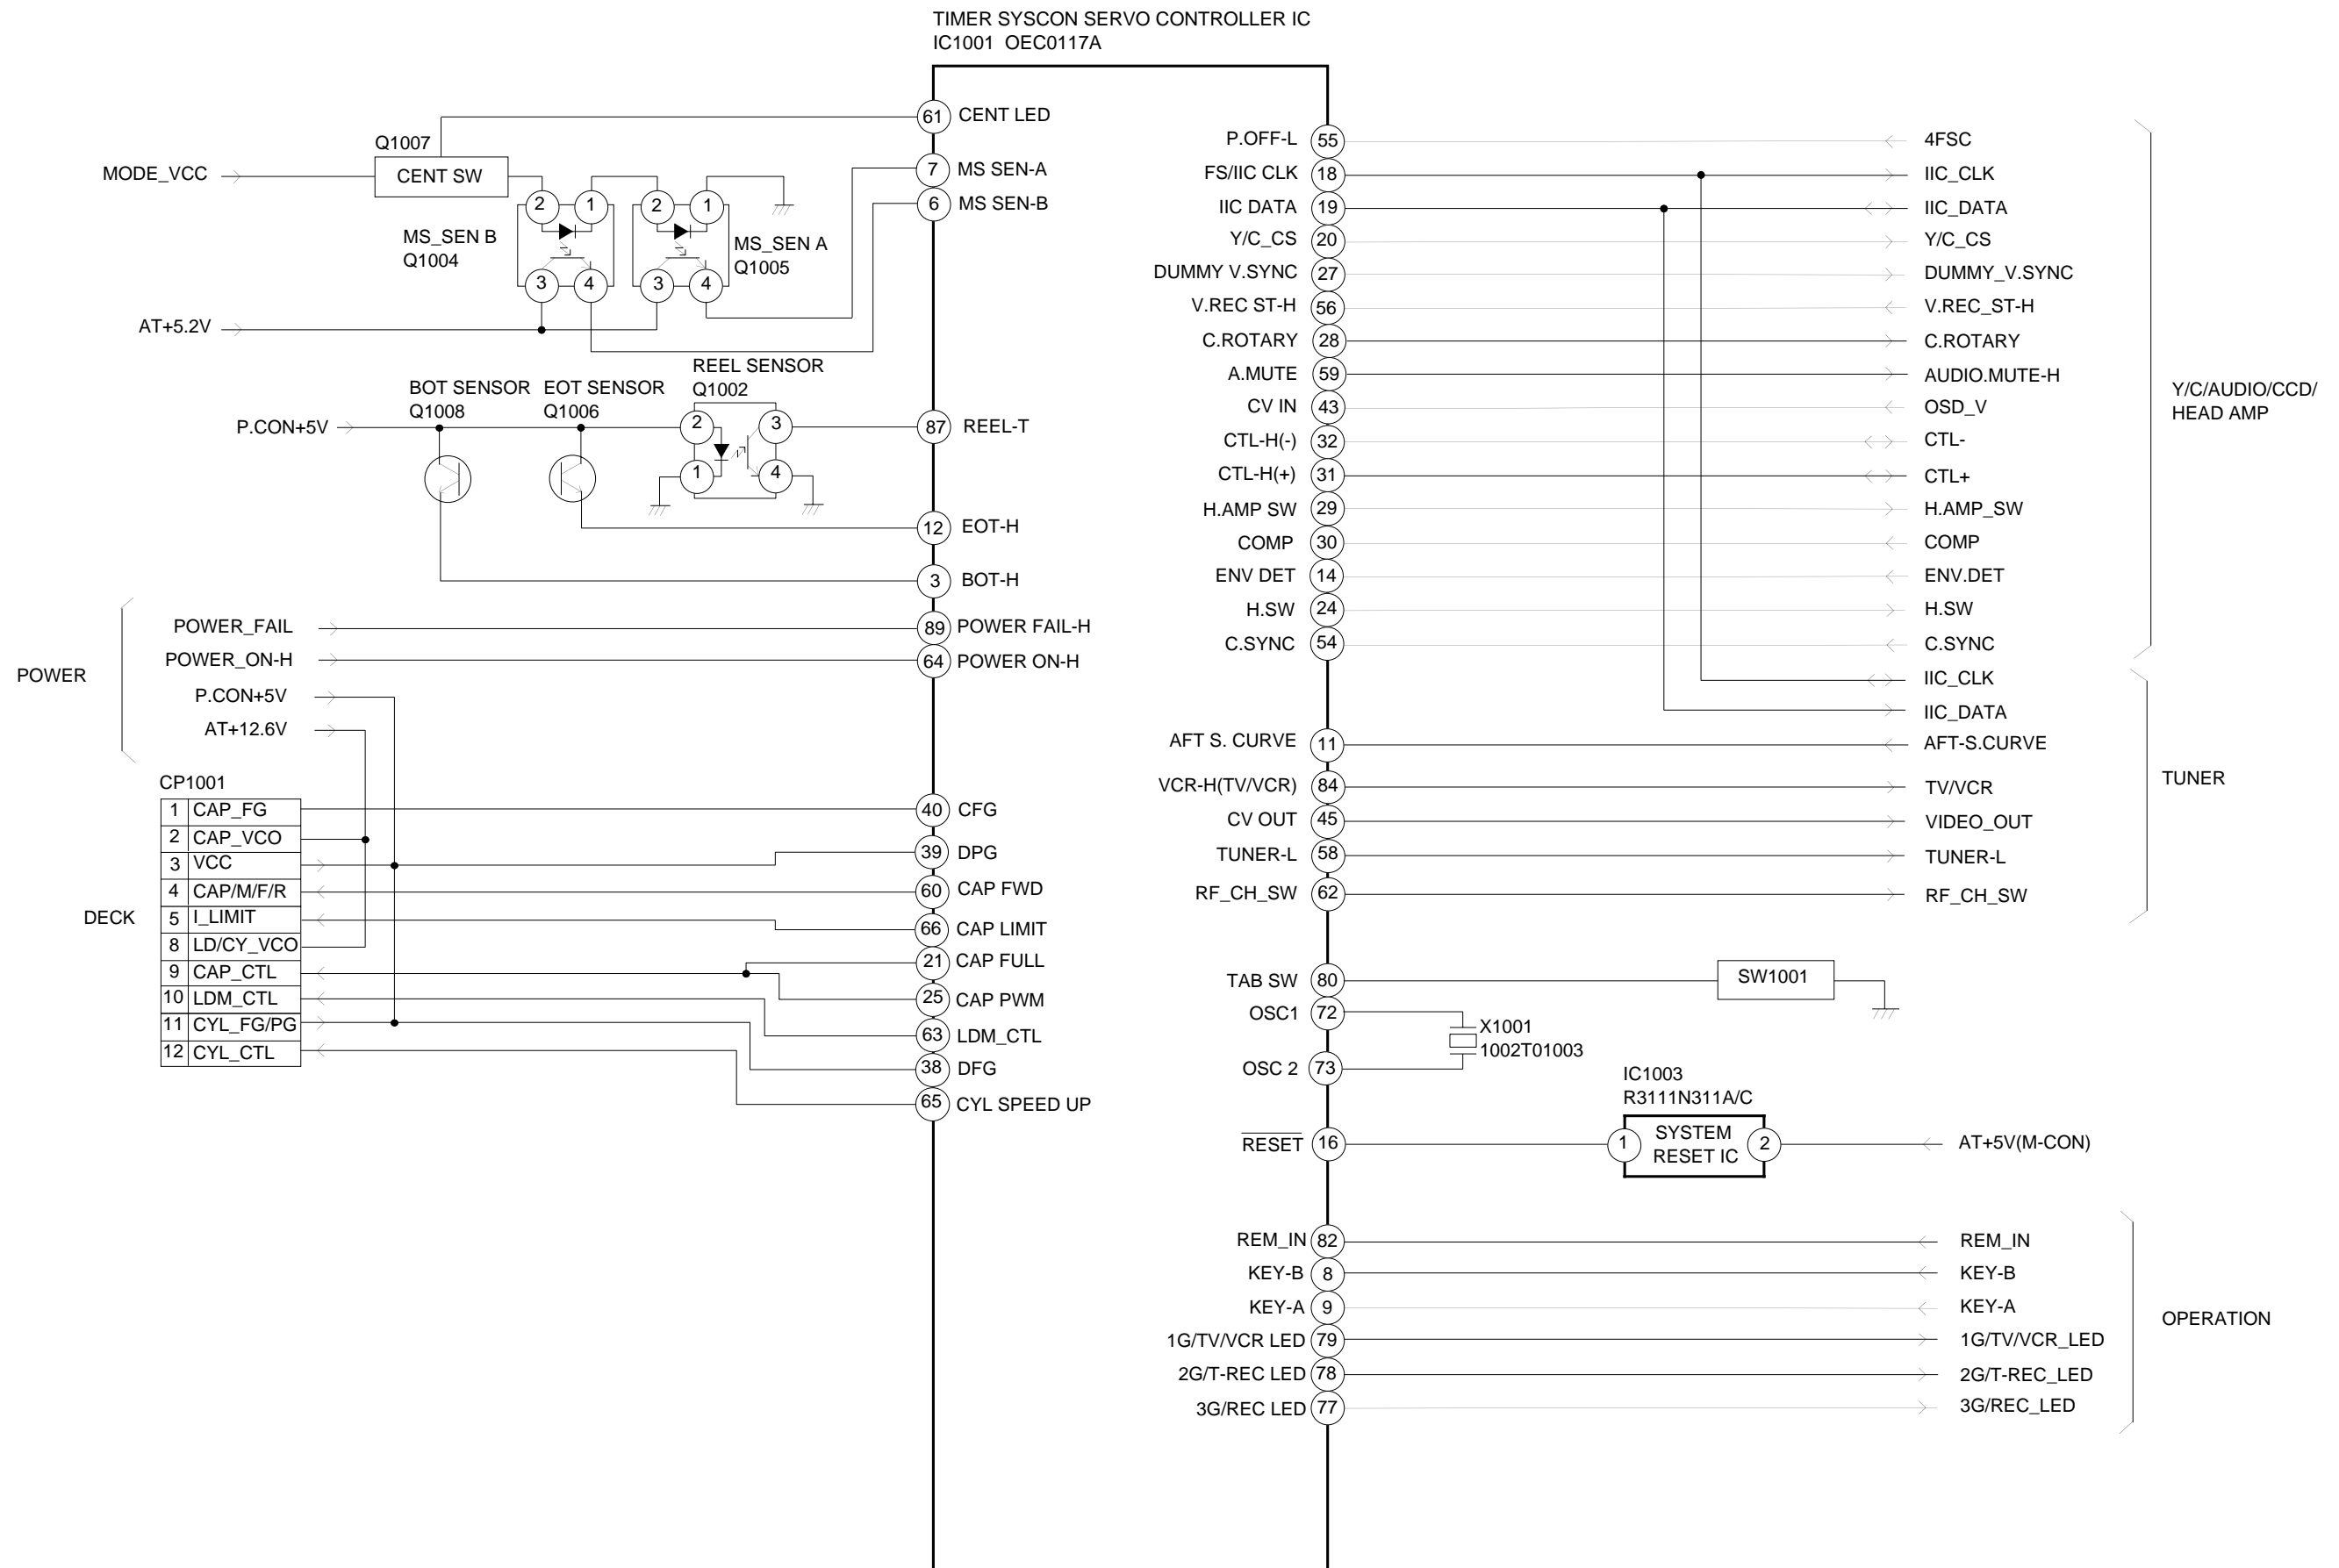 TIMER SYSCON SERVO CONTROLLER IC
IC1001 OEC0117A
61 CENT LED
Q1007
MODE_VCC
CENT SW
7 MS SEN-A
6 MS SEN-B
2 1 2 1
MS_SEN B
Q1004
MS_SEN A
Q1005
3 4 3 4
AT+5.2V
REEL SENSOR
Q1002
BOT SENSOR
Q1008
EOT SENSOR
Q1006
P.CON+5V
2 3
1 4
87 REEL-T
12 EOT-H
3 BOT-H
POWER
POWER_FAIL
89 POWER FAIL-H
POWER_ON-H
64 POWER ON-H
P.CON+5V
AT+12.6V
CP1001
DECK
1 CAP_FG
2 CAP_VCO
3 VCC
4 CAP/M/F/R
5 I_LIMIT
8 LD/CY_VCO
9 CAP_CTL
10 LDM_CTL
11 CYL_FG/PG
12 CYL_CTL
40 CFG
39 DPG
60 CAP FWD
66 CAP LIMIT
21 CAP FULL
25 CAP PWM
63 LDM_CTL
38 DFG
65 CYL SPEED UP
P.OFF-L 55 4FSC
FS/IIC CLK 18 IIC_CLK
IIC DATA 19 IIC_DATA
Y/C_CS 20 Y/C_CS
DUMMY V.SYNC 27 DUMMY_V.SYNC
V.REC ST-H 56 V.REC_ST-H
C.ROTARY 28 C.ROTARY
A.MUTE 59 AUDIO.MUTE-H
CV IN 43 OSD_V
CTL-H(-) 32 CTL-
CTL-H(+) 31 CTL+
H.AMP SW 29 H.AMP_SW
COMP 30 COMP
ENV DET 14 ENV.DET
H.SW 24 H.SW
C.SYNC 54 C.SYNC
Y/C/AUDIO/CCD/
HEAD AMP
IIC_CLK
IIC_DATA
AFT S. CURVE 11 AFT-S.CURVE
VCR-H(TV/VCR) 84 TV/VCR
CV OUT 45 VIDEO_OUT
TUNER-L 58 TUNER-L
RF_CH_SW 62 RF_CH_SW
TUNER
TAB SW 80 SW1001
OSC1 72
X1001
1002T01003
OSC 2 73
IC1003
R3111N311A/C
RESET 16
1 SYSTEM
RESET IC 2
AT+5V(M-CON)
REM_IN 82 REM_IN
KEY-B 8 KEY-B
KEY-A 9 KEY-A
1G/TV/VCR LED 79 1G/TV/VCR_LED
2G/T-REC LED 78 2G/T-REC_LED
3G/REC LED 77 3G/REC_LED
OPERATION